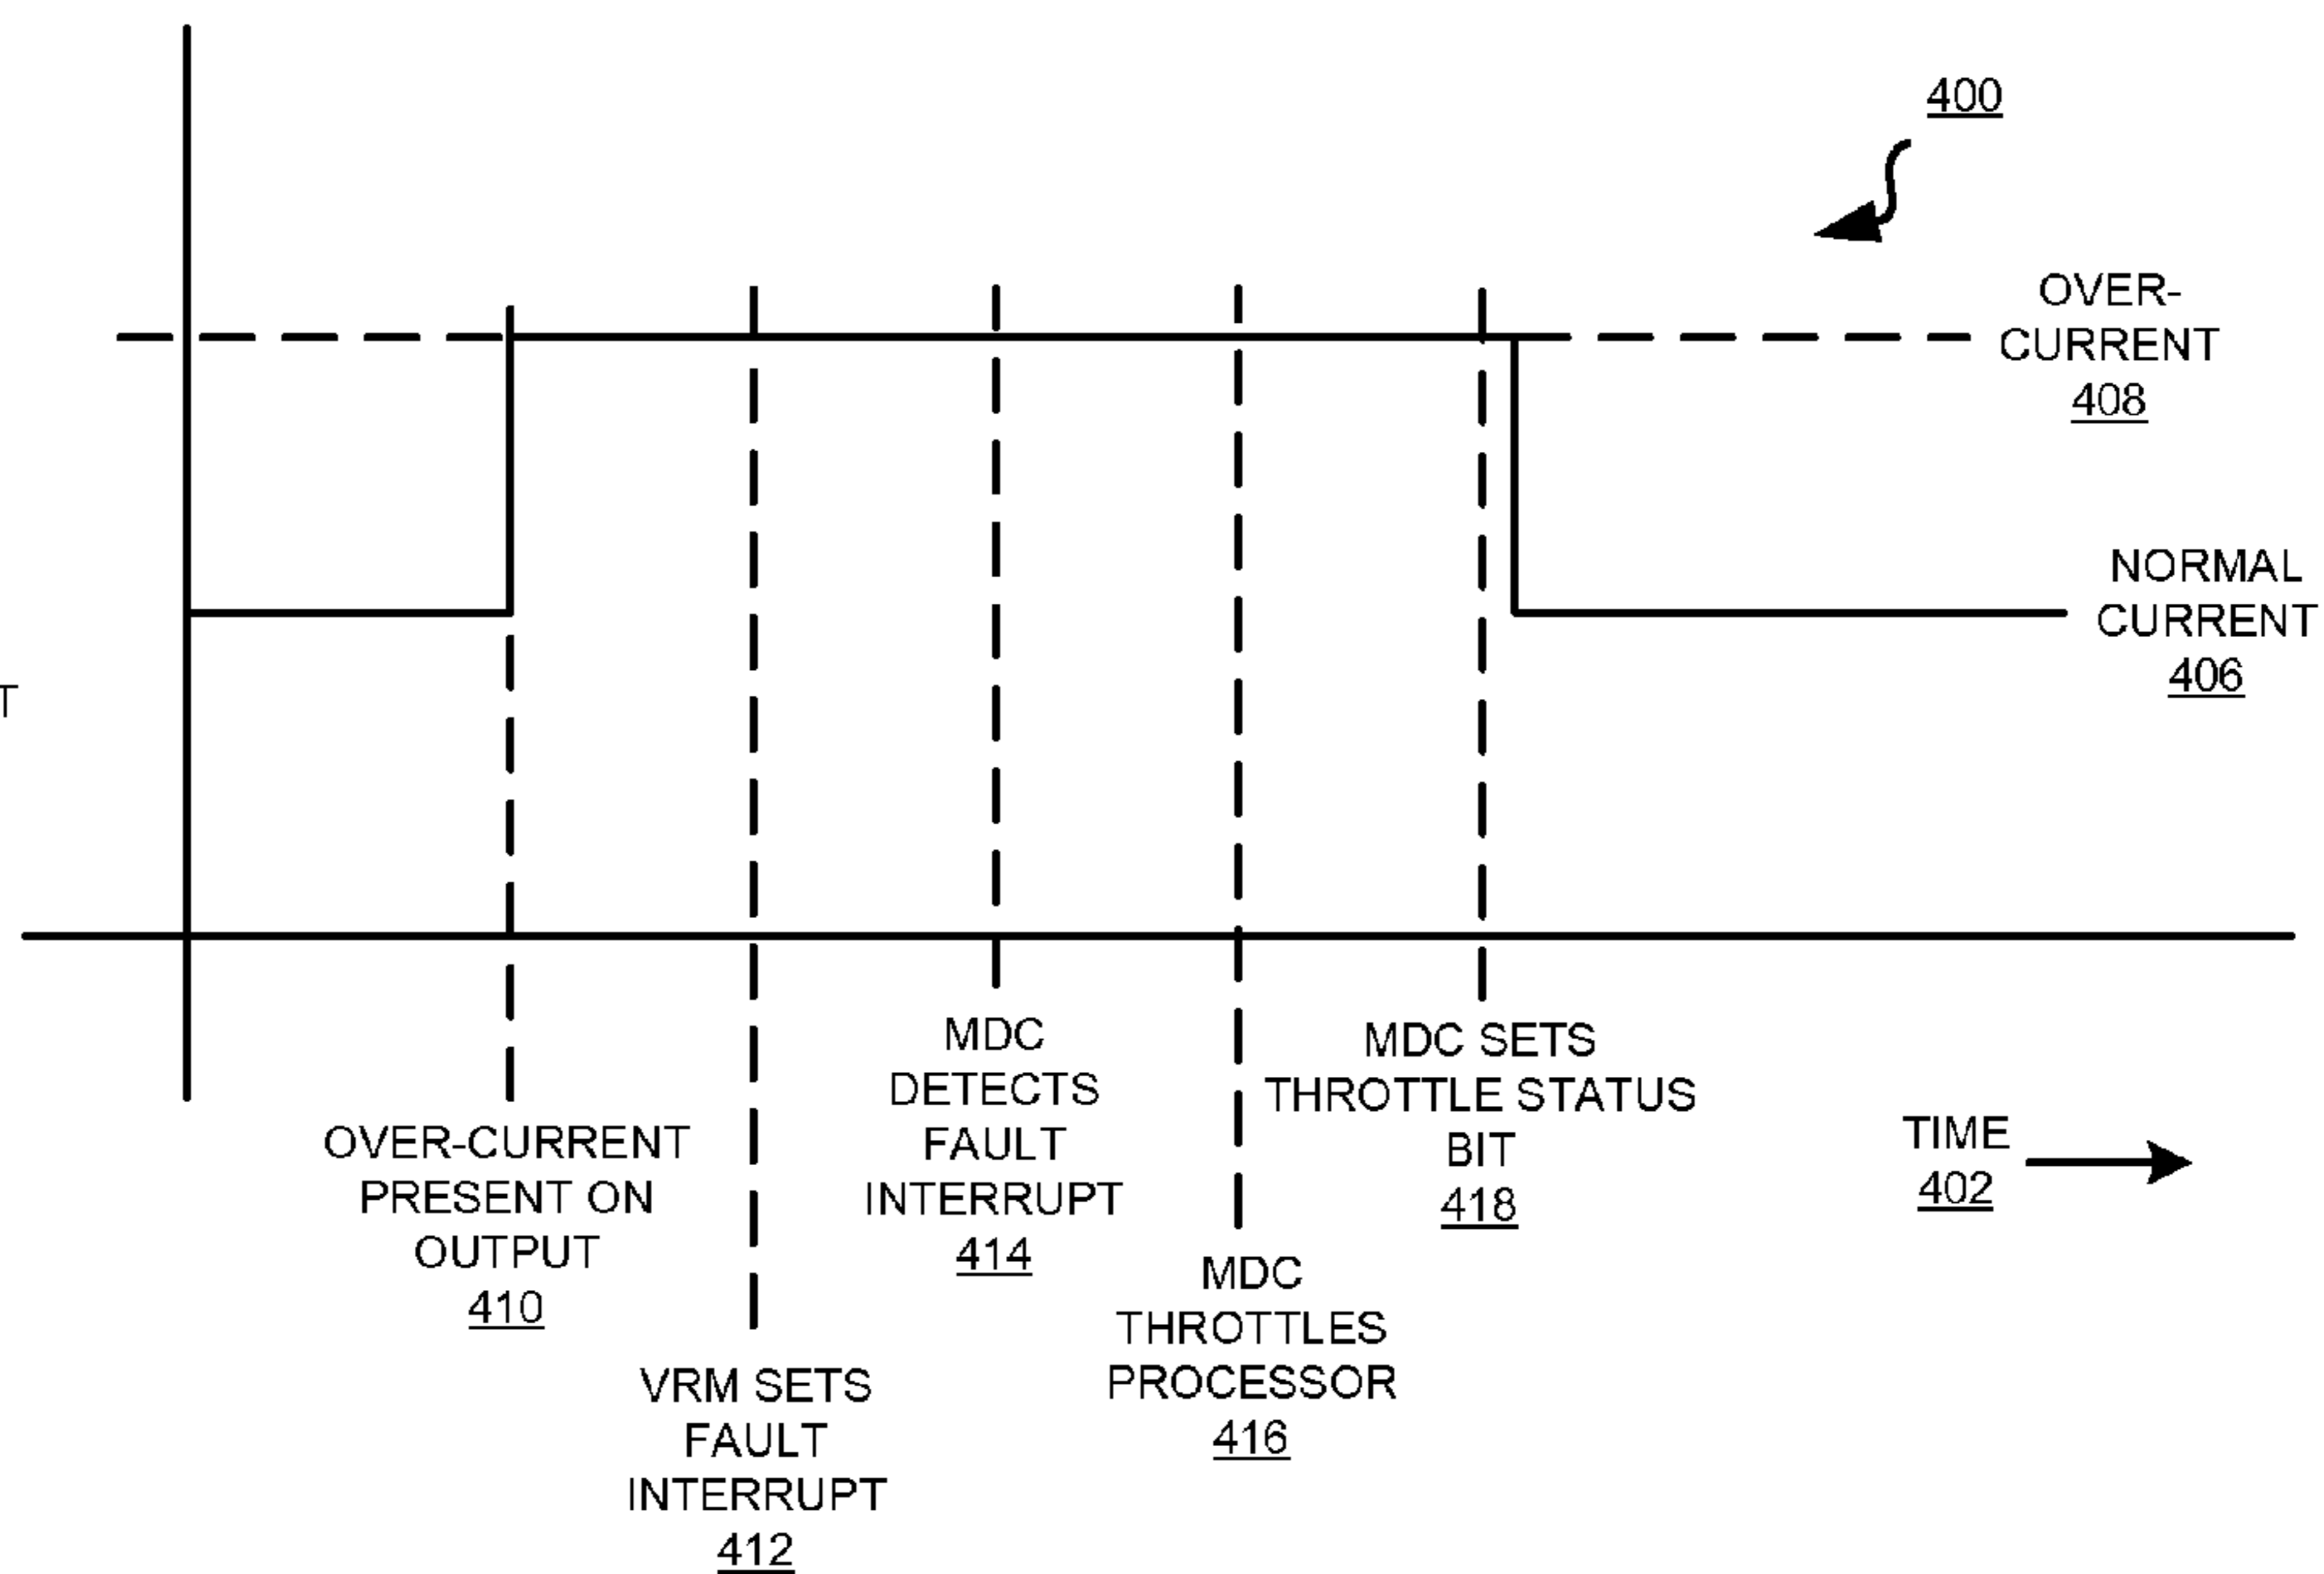 400
OVER-
CURRENT
408
NORMAL
CURRENT
406
T
OVER-CURRENT
PRESENT ON
OUTPUT
410
VRM SETS
FAULT
INTERRUPT
412
MDC
DETECTS
FAULT
INTERRUPT
414
MDC
THROTTLES
PROCESSOR
416
MDC SETS
THROTTLE STATUS
BIT
418
TIME
402